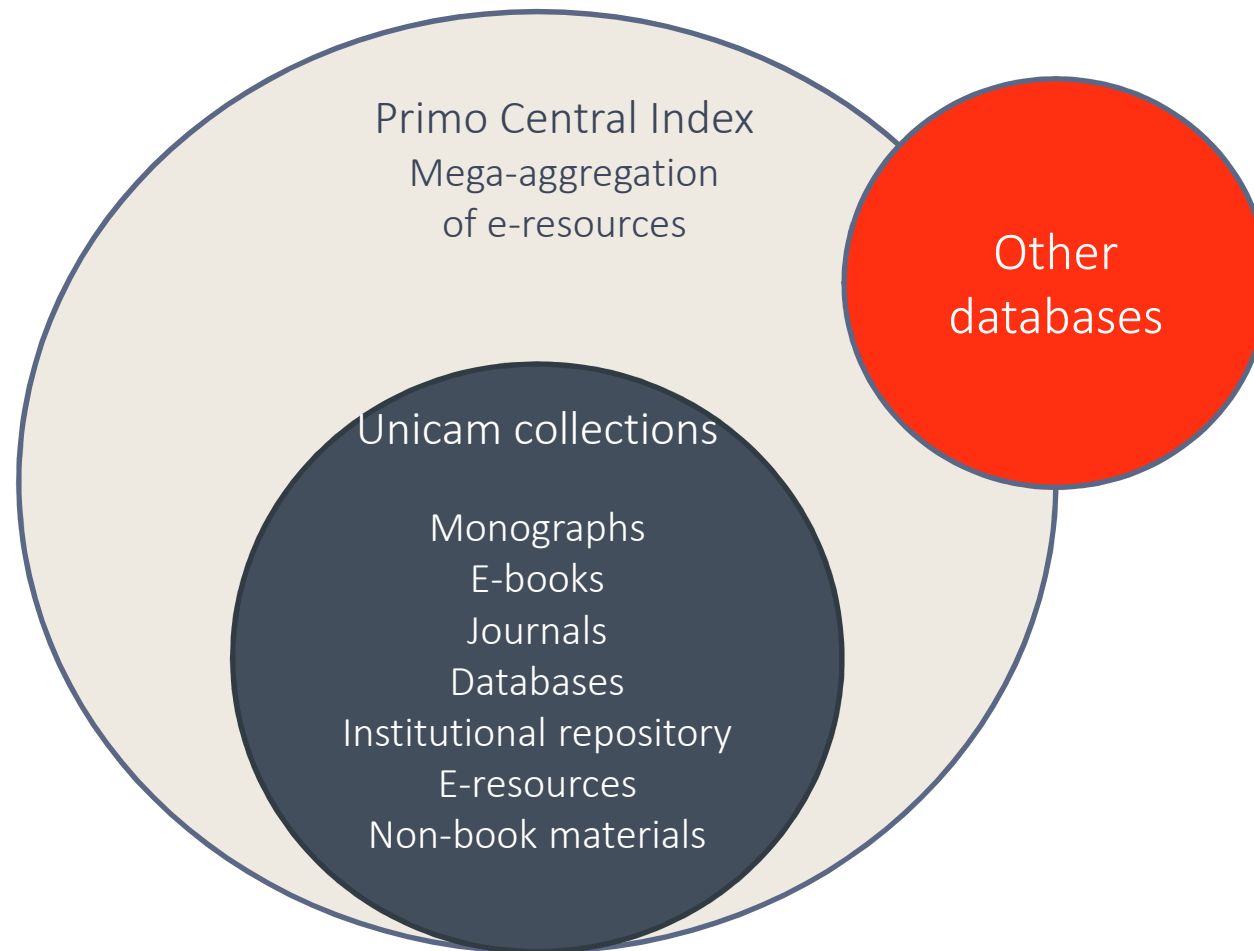 Primo Central Index
Mega-aggregation
of e-resources
Other
databases
Unicam collections
Monographs
E-books
Journals
Databases
Institutional repository
E-resources
Non-book materials